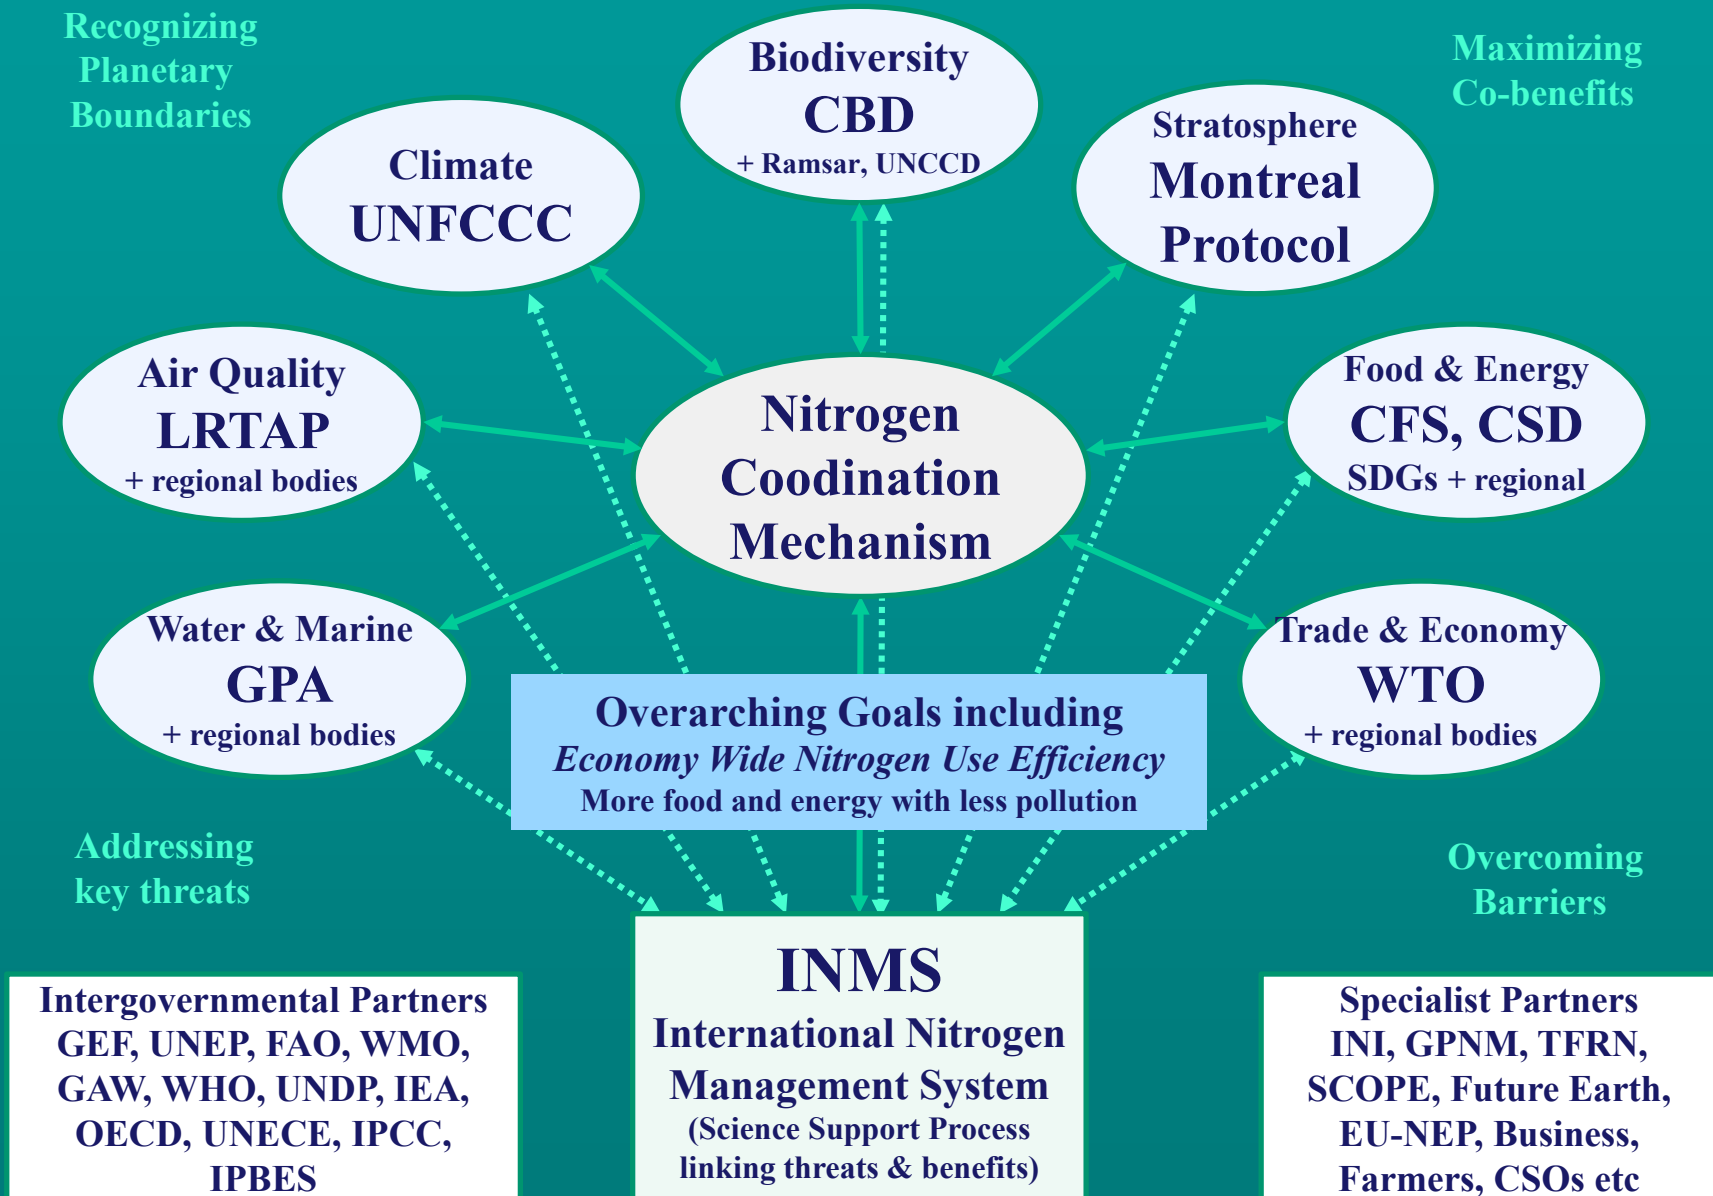 Recognizing
Planetary
Boundaries
Biodiversity
CBD
+ Ramsar, UNCCD
Maximizing
Co-benefits
Climate
UNFCCC
Stratosphere
Montreal
Protocol
Air Quality
LRTAP
+ regional bodies
Nitrogen
Coodination
Mechanism
Food & Energy
CFS, CSD
SDGs + regional
Water & Marine
GPA
+ regional bodies
Trade & Economy
WTO
+ regional bodies
Overarching Goals including
Economy Wide Nitrogen Use Efficiency
More food and energy with less pollution
Addressing
key threats
Overcoming
Barriers
Intergovernmental Partners
GEF, UNEP, FAO, WMO,
GAW, WHO, UNDP, IEA,
OECD, UNECE, IPCC,
IPBES
INMS
International Nitrogen
Management System
(Science Support Process
linking threats & benefits)
Specialist Partners
INI, GPNM, TFRN,
SCOPE, Future Earth,
EU-NEP, Business,
Farmers, CSOs etc